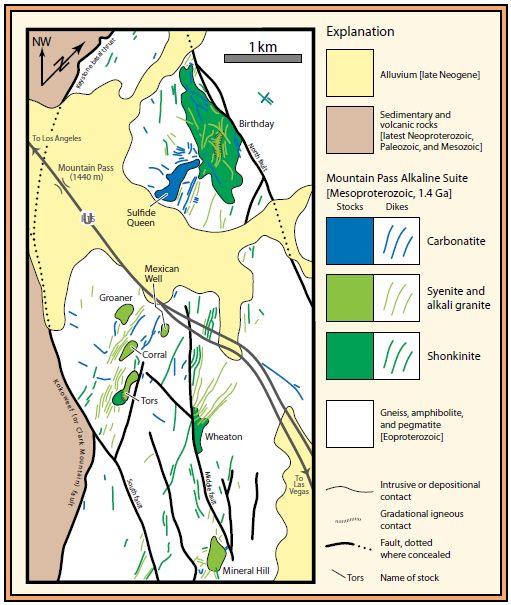 NW
N
Keystone basal thrust
1 km
Birthday
North fault
To Los Angeles
Mountain Pass
(1440 m)
Sulfide
Queen
Mexican
Well
Groaner
Corral
Tors
Wheaton
Kokoweef (or Clark Mountain) fault
South fault
Middle fault
To
Las
Vegas
Mineral Hill
Explanation
Alluvium [late Neogene]
Sedimentary and
volcanic rocks
[latest Neoproterozoic,
Paleozoic, and Mesozoic]
Mountain Pass Alkaline Suite
[Mesoproterozoic, 1.4 Ga]
Stocks
Dikes
Carbonatite
Syenite and
alkali granite
Shonkinite
Gneiss, amphibolite,
and pegmatite
[Eoproterozoic]
Intrusive or depositional
contact
Gradational igneous
contact
Fault, dotted
where concealed
Tors
Name of stock